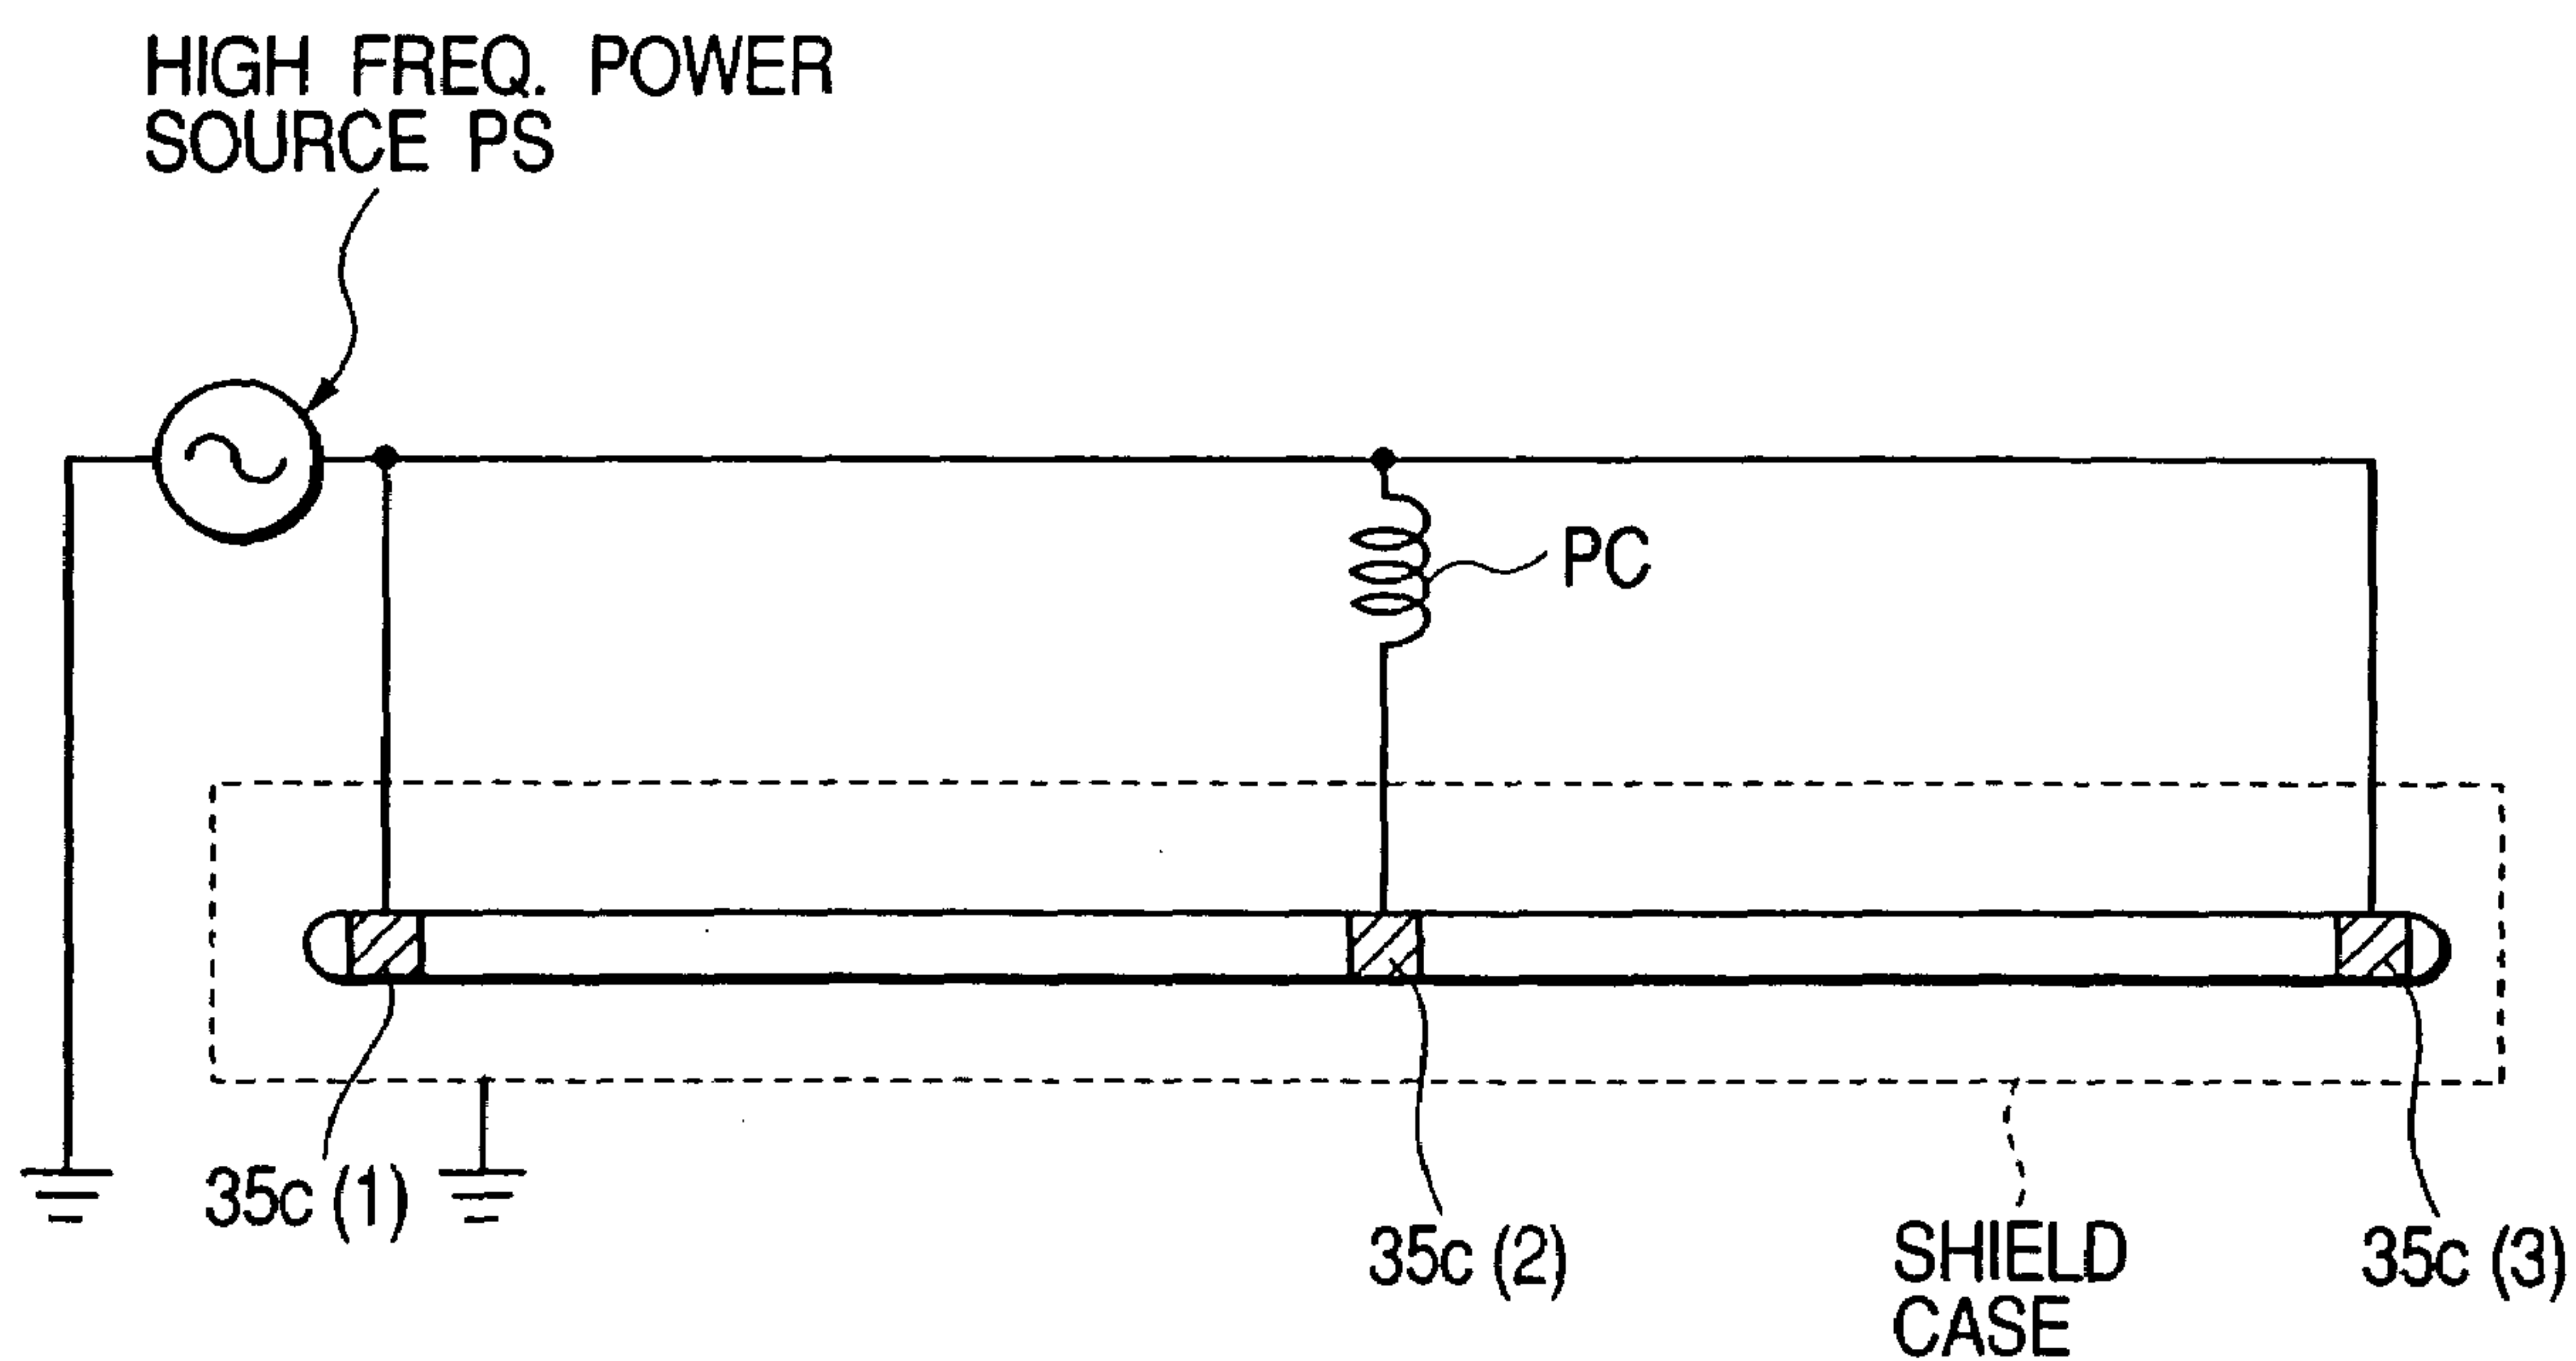 HIGH FREQ. POWER
SOURCE PS
PC
35c (1)
35c (2)
SHIELD
CASE
35c (3)